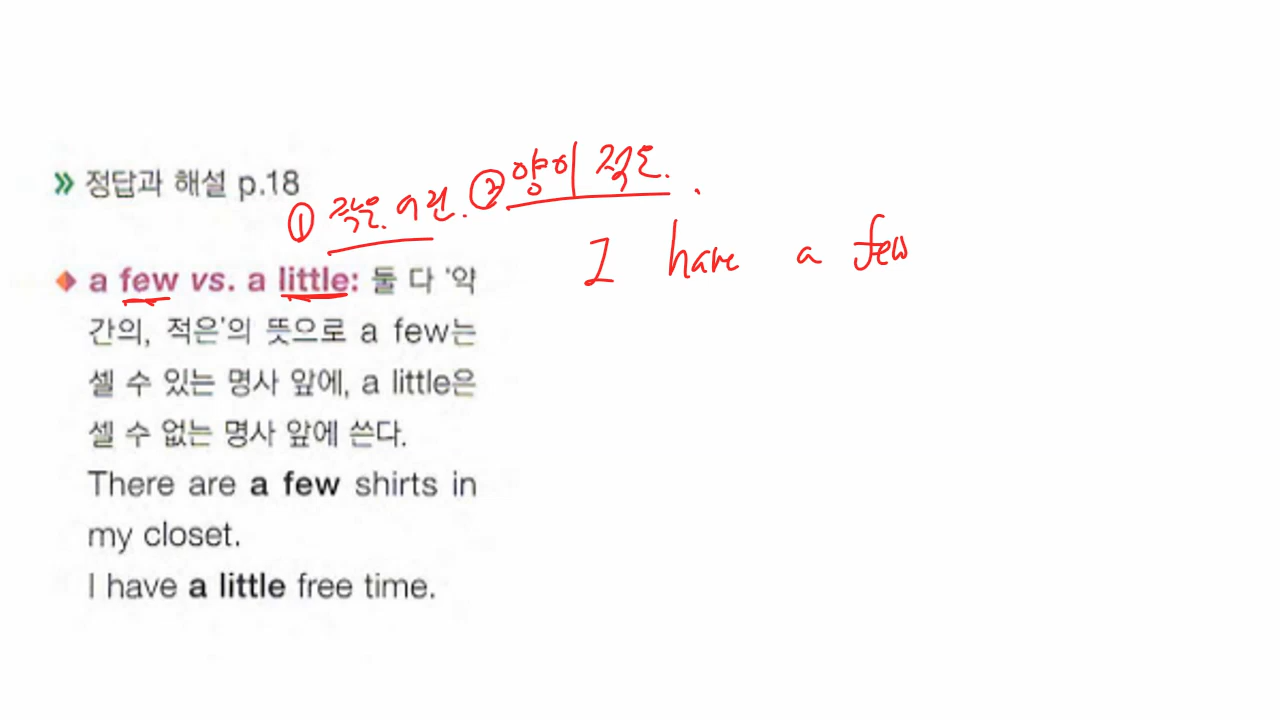 » 정답과 해설 p.18
① 작은. 어린. ② 양이 적은.
I have a few
◆ a few vs. a little: 둘 다 '약
간의, 적은'의 뜻으로 a few는
셀 수 있는 명사 앞에, a little은
셀 수 없는 명사 앞에 쓴다.
There are a few shirts in
my closet.
I have a little free time.